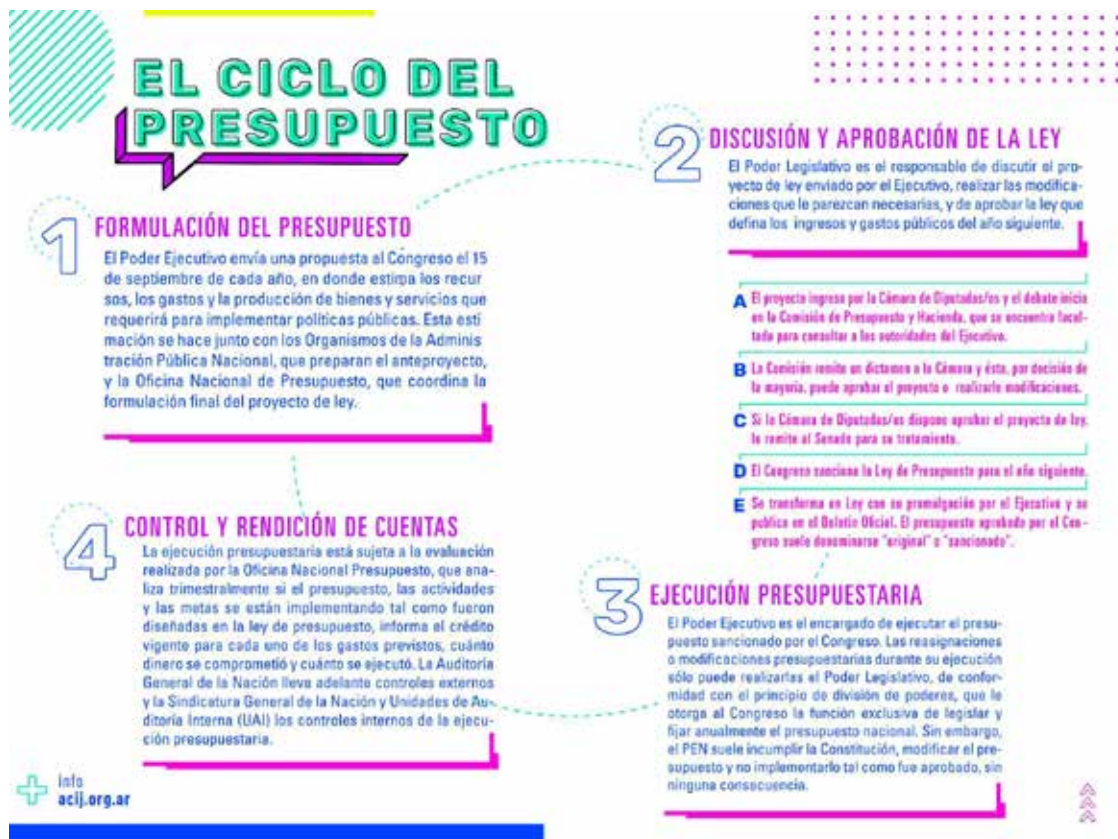 EL CICLO DEL
PRESUPUESTO
1
FORMULACIÓN DEL PRESUPUESTO
El Poder Ejecutivo envía una propuesta al Congreso el 15
de septiembre de cada año, en donde estima los recur
sos, los gastos y la producción de bienes y servicios que
requerirá para implementar políticas públicas. Esta esti
mación se hace junto con los Organismos de la Adminis
tración Pública Nacional, que preparan el anteproyecto,
y la Oficina Nacional de Presupuesto, que coordina la
formulación final del proyecto de ley.
2
DISCUSIÓN Y APROBACIÓN DE LA LEY
El Poder Legislativo es el responsable de discutir el pro-
yecto de ley enviado por el Ejecutivo, realizar las modifica-
ciones que le parezcan necesarias, y de aprobar la ley que
defina los ingresos y gastos públicos del año siguiente.
A El proyecto ingresa por la Cámara de Diputadas/os y el debate inicia
en la Comisión de Presupuesto y Hacienda, que se encuentra facul-
tada para consultar a las autoridades del Ejecutivo.
B La Comisión remite un dictamen a la Cámara y ésta, por decisión de
la mayoría, puede aprobar el proyecto o realizarle modificaciones.
C Si la Cámara de Diputadas/os dispone aprobar el proyecto de ley,
lo remite al Senado para su tratamiento.
D El Congreso sanciona la Ley de Presupuesto para el año siguiente.
E Se transforma en Ley con su promulgación por el Ejecutivo y se
publica en el Boletín Oficial. El presupuesto aprobado por el Con-
greso suele denominarse "original" o "sancionado".
3
EJECUCIÓN PRESUPUESTARIA
El Poder Ejecutivo es el encargado de ejecutar el presu-
puesto sancionado por el Congreso. Las reasignaciones
o modificaciones presupuestarias durante su ejecución
sólo puede realizarlas el Poder Legislativo, de confor-
midad con el principio de división de poderes, que le
otorga al Congreso la función exclusiva de legislar y
fijar anualmente el presupuesto nacional. Sin embargo,
el PEN suele incumplir la Constitución, modificar el pre-
supuesto y no implementarlo tal como fue aprobado, sin
ninguna consecuencia.
4
CONTROL Y RENDICIÓN DE CUENTAS
La ejecución presupuestaria está sujeta a la evaluación
realizada por la Oficina Nacional Presupuesto, que ana-
liza trimestralmente si el presupuesto, las actividades
y las metas se están implementando tal como fueron
diseñadas en la ley de presupuesto, informa el crédito
vigente para cada uno de los gastos previstos, cuánto
dinero se comprometió y cuánto se ejecutó. La Auditoría
General de la Nación lleva adelante controles externos
y la Sindicatura General de la Nación y Unidades de Au-
ditoría Interna (UAI) los controles internos de la ejecu-
ción presupuestaria.
info
acij.org.ar